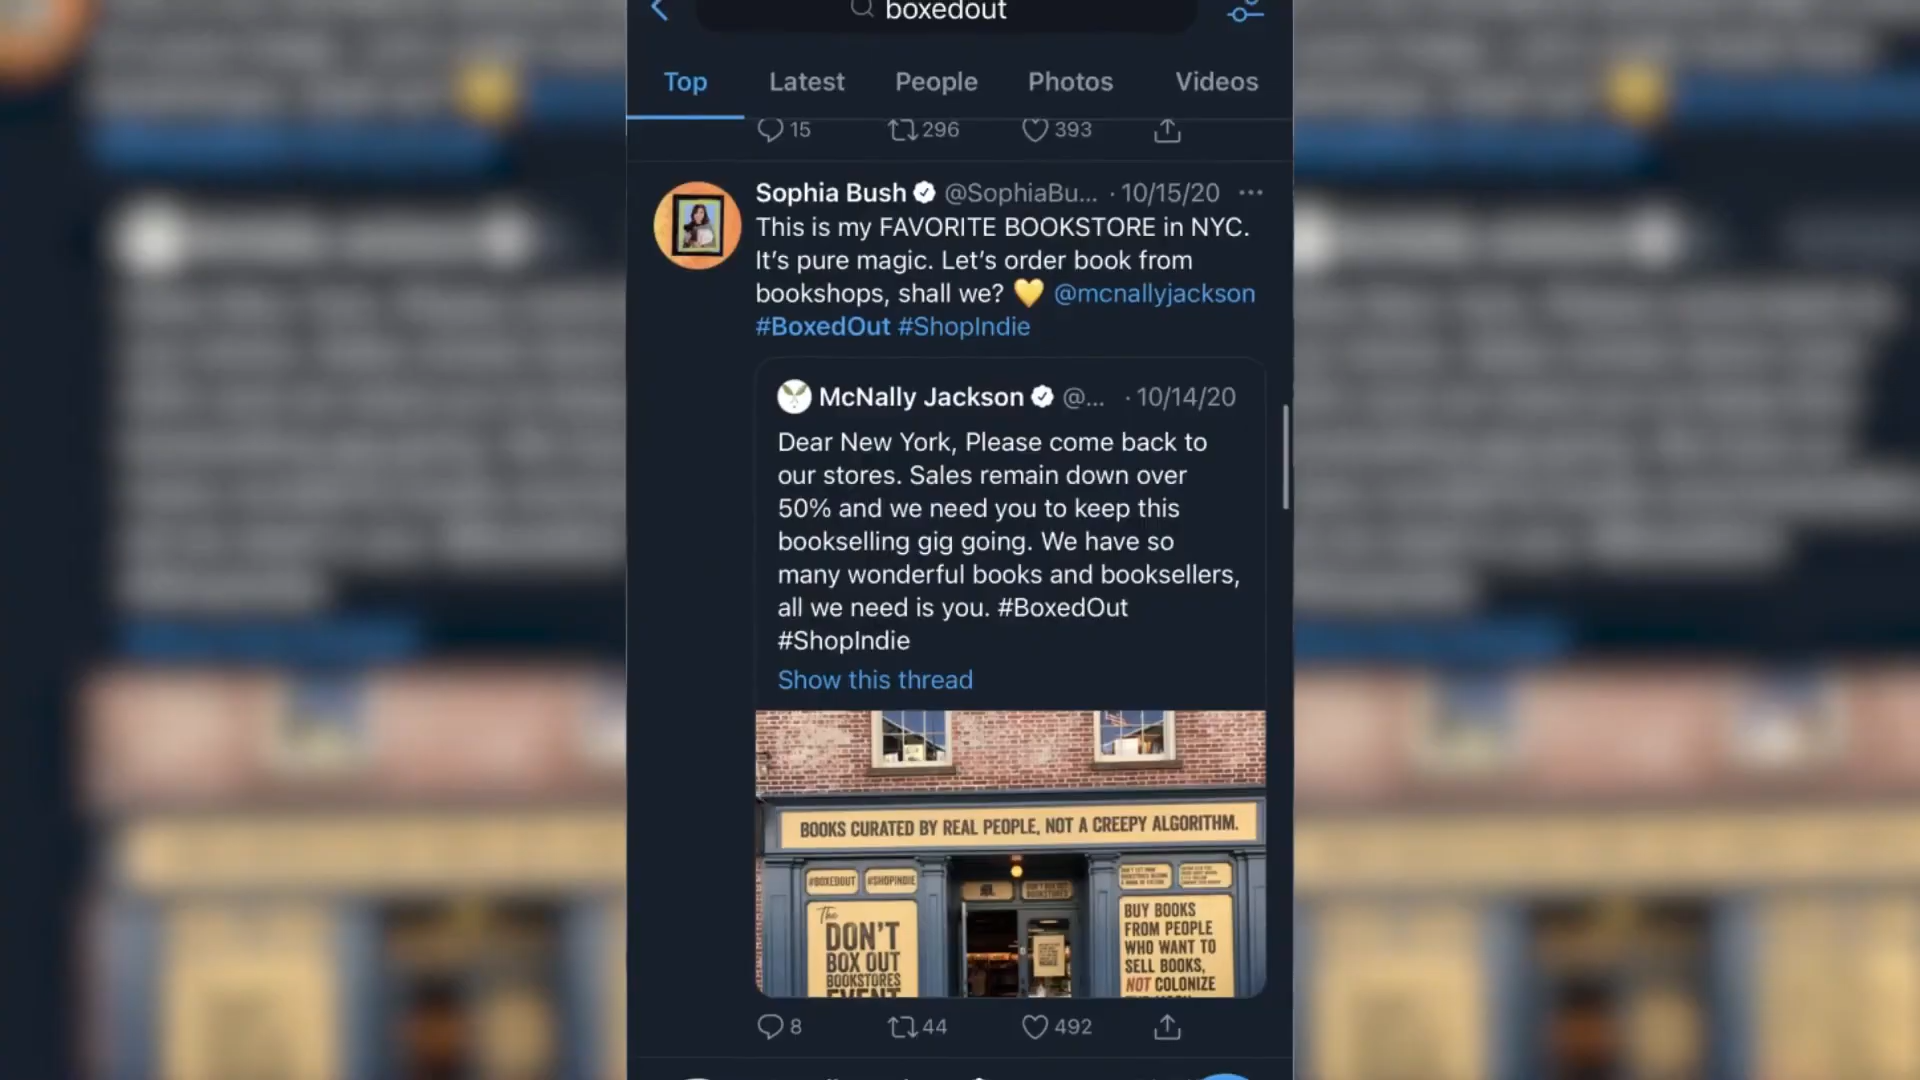 boxedout
Top Latest People Photos Videos
15 296 393
Sophia Bush @SophiaBu... · 10/15/20 ···
This is my FAVORITE BOOKSTORE in NYC.
It’s pure magic. Let’s order book from
bookshops, shall we? 💛 @mcnallyjackson
#BoxedOut #ShopIndie
McNally Jackson @... · 10/14/20
Dear New York, Please come back to
our stores. Sales remain down over
50% and we need you to keep this
bookselling gig going. We have so
many wonderful books and booksellers,
all we need is you. #BoxedOut
#ShopIndie
Show this thread
BOOKS CURATED BY REAL PEOPLE, NOT A CREEPY ALGORITHM.
#BOXEDOUT #SHOPINDIE
The
DON'T
BOX OUT
BOOKSTORES
EVENT
BUY BOOKS
FROM PEOPLE
WHO WANT TO
SELL BOOKS,
NOT COLONIZE
8 44 492